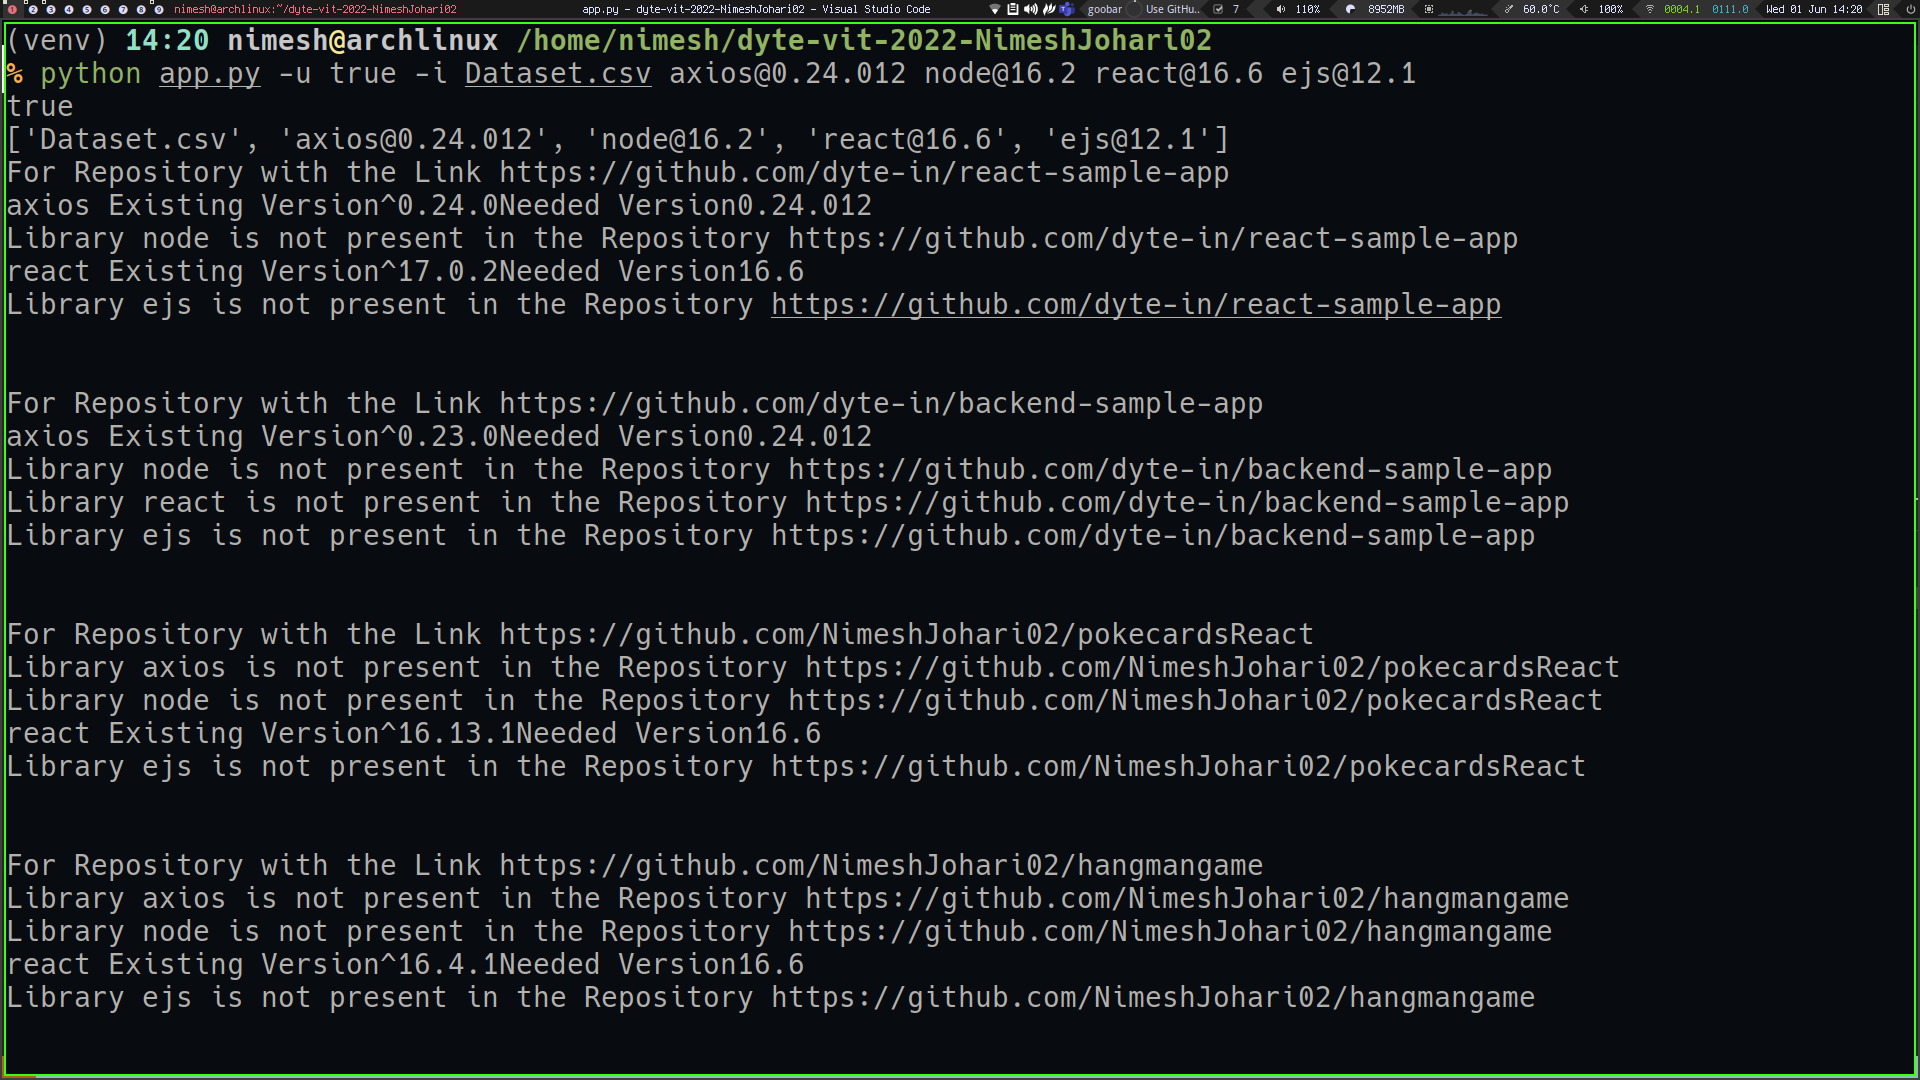 1 2 3 4 5 6 7 8 9 nimesh@archlinux:~/dyte-vit-2022-NimeshJohari02 app.py - dyte-vit-2022-NimeshJohari02 - Visual Studio Code goobar Use GitHu.. 7 110% 8952MB 60.0°C 100% 0004.1 0111.0 Wed 01 Jun 14:20
(venv) 14:20 nimesh@archlinux /home/nimesh/dyte-vit-2022-NimeshJohari02
% python app.py -u true -i Dataset.csv axios@0.24.012 node@16.2 react@16.6 ejs@12.1
true
['Dataset.csv', 'axios@0.24.012', 'node@16.2', 'react@16.6', 'ejs@12.1']
For Repository with the Link https://github.com/dyte-in/react-sample-app
axios Existing Version^0.24.0Needed Version0.24.012
Library node is not present in the Repository https://github.com/dyte-in/react-sample-app
react Existing Version^17.0.2Needed Version16.6
Library ejs is not present in the Repository https://github.com/dyte-in/react-sample-app
For Repository with the Link https://github.com/dyte-in/backend-sample-app
axios Existing Version^0.23.0Needed Version0.24.012
Library node is not present in the Repository https://github.com/dyte-in/backend-sample-app
Library react is not present in the Repository https://github.com/dyte-in/backend-sample-app
Library ejs is not present in the Repository https://github.com/dyte-in/backend-sample-app
For Repository with the Link https://github.com/NimeshJohari02/pokecardsReact
Library axios is not present in the Repository https://github.com/NimeshJohari02/pokecardsReact
Library node is not present in the Repository https://github.com/NimeshJohari02/pokecardsReact
react Existing Version^16.13.1Needed Version16.6
Library ejs is not present in the Repository https://github.com/NimeshJohari02/pokecardsReact
For Repository with the Link https://github.com/NimeshJohari02/hangmangame
Library axios is not present in the Repository https://github.com/NimeshJohari02/hangmangame
Library node is not present in the Repository https://github.com/NimeshJohari02/hangmangame
react Existing Version^16.4.1Needed Version16.6
Library ejs is not present in the Repository https://github.com/NimeshJohari02/hangmangame